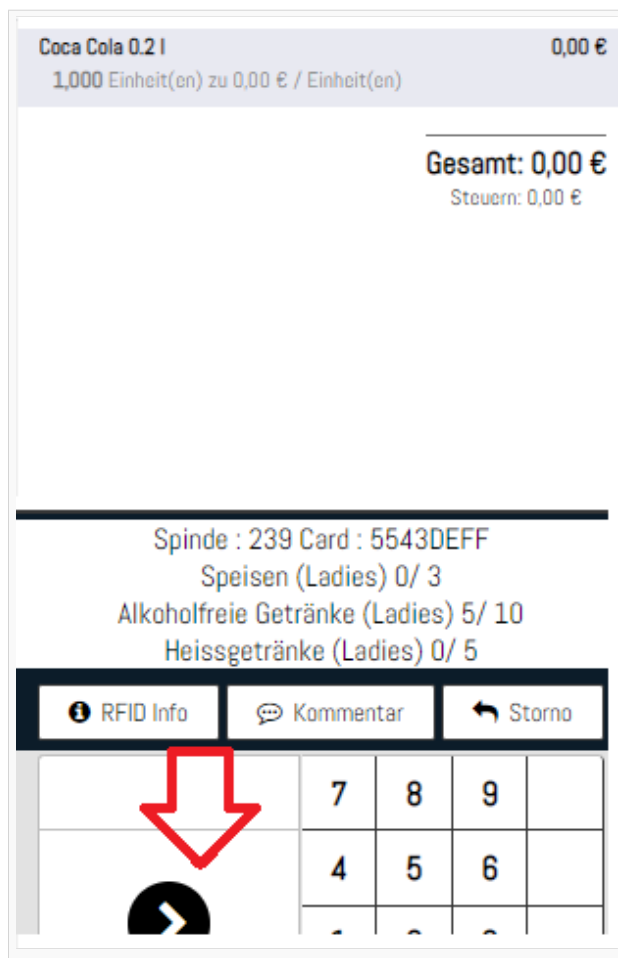 Coca Cola 0.2 l 0,00 €
1,000 Einheit(en) zu 0,00 € / Einheit(en)
Gesamt: 0,00 €
Steuern: 0,00 €
Spinde : 239 Card : 5543DEFF
Speisen (Ladies) 0/ 3
Alkoholfreie Getränke (Ladies) 5/ 10
Heissgetränke (Ladies) 0/ 5
RFID Info Kommentar Storno
7 8 9
4 5 6